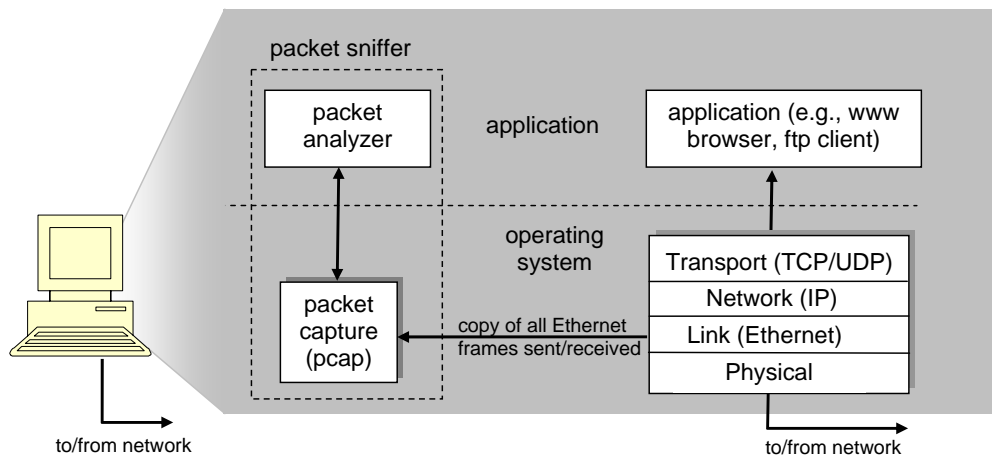 packet sniffer
packet
analyzer
application
application (e.g., www
browser, ftp client)
operating
system
packet
capture
(pcap)
copy of all Ethernet
frames sent/received
Transport (TCP/UDP)
Network (IP)
Link (Ethernet)
Physical
to/from network
to/from network